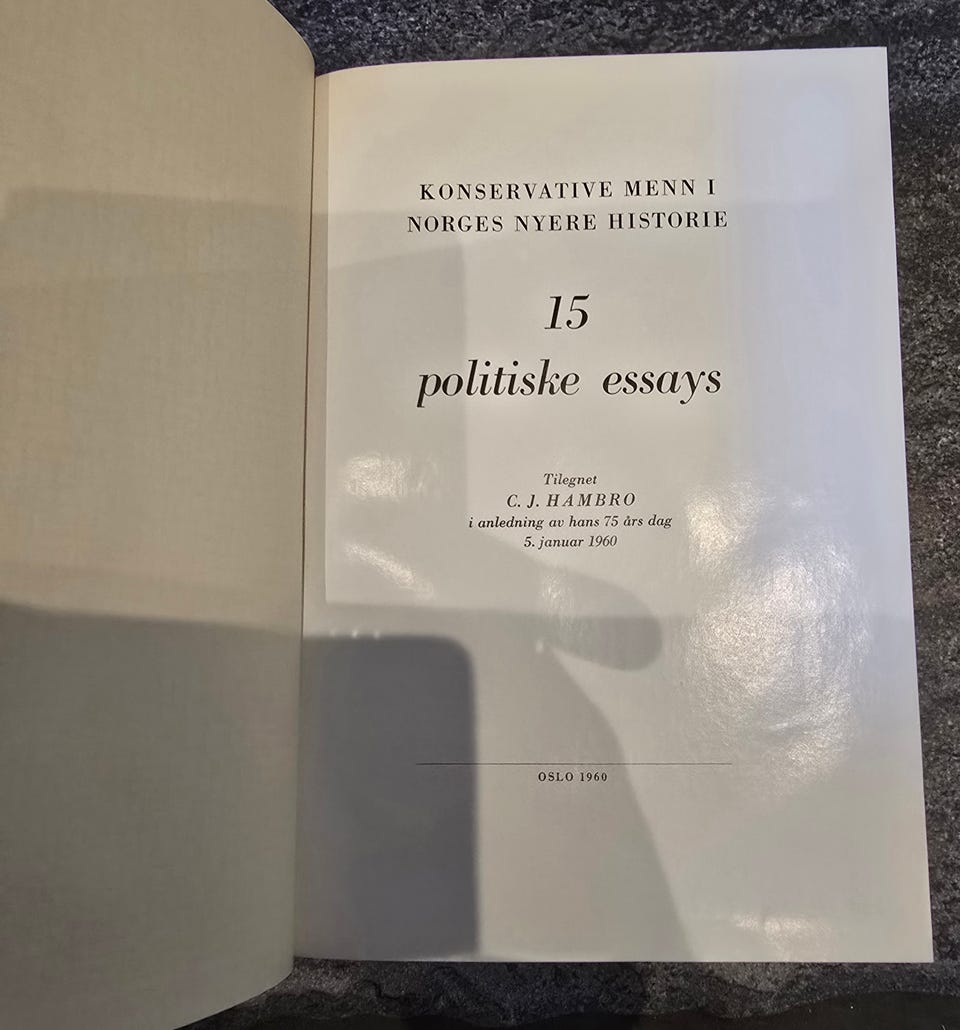 KONSERVATIVE MENN I
NORGES NYERE HISTORIE
15
politiske essays
Tilegnet
C. J. HAMBRO
i anledning av hans 75 års dag
5. januar 1960
OSLO 1960